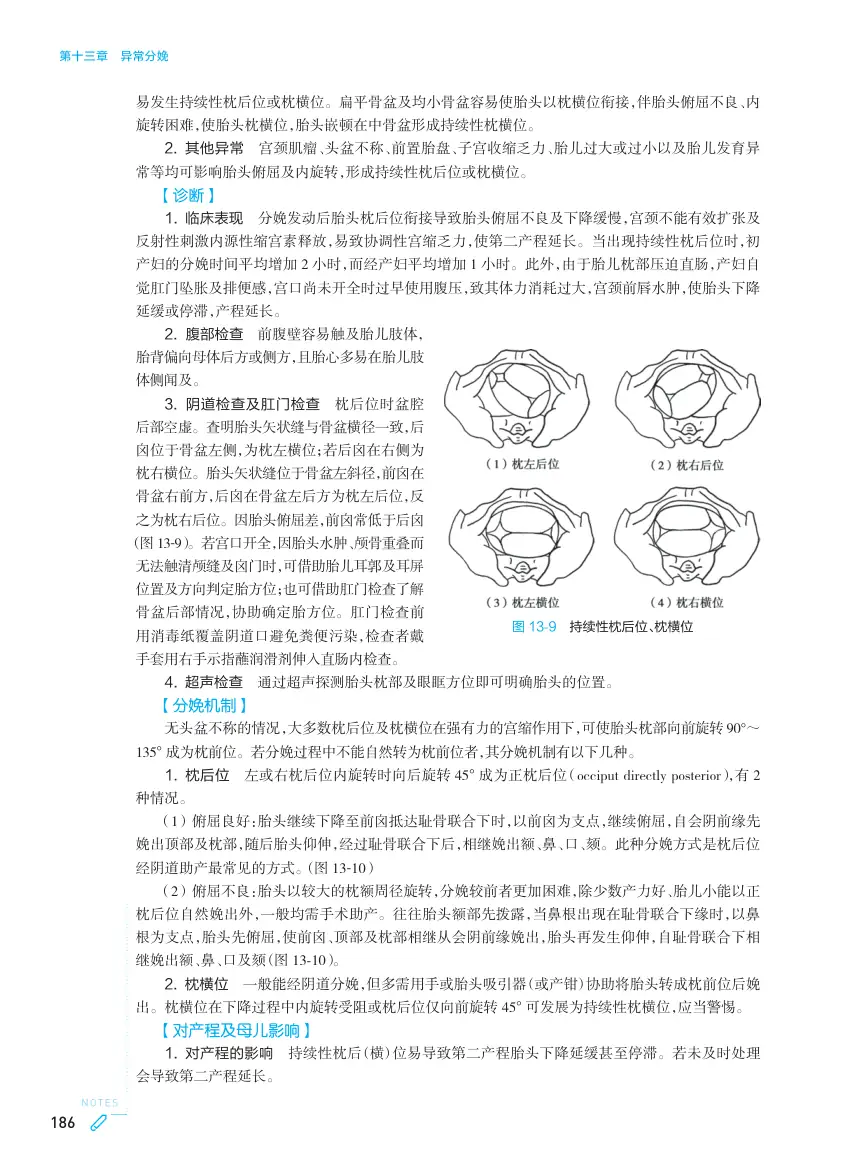 第十三章 异常分娩
易发生持续性枕后位或枕横位。扁平骨盆及均小骨盆容易使胎头以枕横位衔接,伴胎头俯屈不良、内
旋转困难,使胎头枕横位,胎头嵌顿在中骨盆形成持续性枕横位。
2. 其他异常 宫颈肌瘤、头盆不称、前置胎盘、子宫收缩乏力、胎儿过大或过小以及胎儿发育异
常等均可影响胎头俯屈及内旋转,形成持续性枕后位或枕横位。
【诊断】
1. 临床表现 分娩发动后胎头枕后位衔接导致胎头俯屈不良及下降缓慢,宫颈不能有效扩张及
反射性刺激内源性缩宫素释放,易致协调性宫缩乏力,使第二产程延长。当出现持续性枕后位时,初
产妇的分娩时间平均增加 2 小时,而经产妇平均增加 1 小时。此外,由于胎儿枕部压迫直肠,产妇自
觉肛门坠胀及排便感,宫口尚未开全时过早使用腹压,致其体力消耗过大,宫颈前唇水肿,使胎头下降
延缓或停滞,产程延长。
2. 腹部检查 前腹壁容易触及胎儿肢体,
胎背偏向母体后方或侧方,且胎心多易在胎儿肢
体侧闻及。
3. 阴道检查及肛门检查 枕后位时盆腔
后部空虚。查明胎头矢状缝与骨盆横径一致,后
囟位于骨盆左侧,为枕左横位;若后囟在右侧为
枕右横位。胎头矢状缝位于骨盆左斜径,前囟在
骨盆右前方,后囟在骨盆左后方为枕左后位,反
之为枕右后位。因胎头俯屈差,前囟常低于后囟
(图 13-9)。若宫口开全,因胎头水肿、颅骨重叠而
无法触清颅缝及囟门时,可借助胎儿耳郭及耳屏
位置及方向判定胎方位;也可借助肛门检查了解
骨盆后部情况,协助确定胎方位。肛门检查前
用消毒纸覆盖阴道口避免粪便污染,检查者戴
手套用右手示指蘸润滑剂伸入直肠内检查。
(1)枕左后位
(2)枕右后位
(3)枕左横位
(4)枕右横位
图 13-9 持续性枕后位、枕横位
4. 超声检查 通过超声探测胎头枕部及眼眶方位即可明确胎头的位置。
【分娩机制】
无头盆不称的情况,大多数枕后位及枕横位在强有力的宫缩作用下,可使胎头枕部向前旋转 90°~
135° 成为枕前位。若分娩过程中不能自然转为枕前位者,其分娩机制有以下几种。
1. 枕后位 左或右枕后位内旋转时向后旋转 45° 成为正枕后位(occiput directly posterior),有 2
种情况。
(1)俯屈良好:胎头继续下降至前囟抵达耻骨联合下时,以前囟为支点,继续俯屈,自会阴前缘先
娩出顶部及枕部,随后胎头仰伸,经过耻骨联合下后,相继娩出额、鼻、口、颏。此种分娩方式是枕后位
经阴道助产最常见的方式。(图 13-10)
(2)俯屈不良:胎头以较大的枕额周径旋转,分娩较前者更加困难,除少数产力好、胎儿小能以正
枕后位自然娩出外,一般均需手术助产。往往胎头额部先拨露,当鼻根出现在耻骨联合下缘时,以鼻
根为支点,胎头先俯屈,使前囟、顶部及枕部相继从会阴前缘娩出,胎头再发生仰伸,自耻骨联合下相
继娩出额、鼻、口及颏(图 13-10)。
2. 枕横位 一般能经阴道分娩,但多需用手或胎头吸引器(或产钳)协助将胎头转成枕前位后娩
出。枕横位在下降过程中内旋转受阻或枕后位仅向前旋转 45° 可发展为持续性枕横位,应当警惕。
【对产程及母儿影响】
1. 对产程的影响 持续性枕后(横)位易导致第二产程胎头下降延缓甚至停滞。若未及时处理
会导致第二产程延长。
NOTES
186